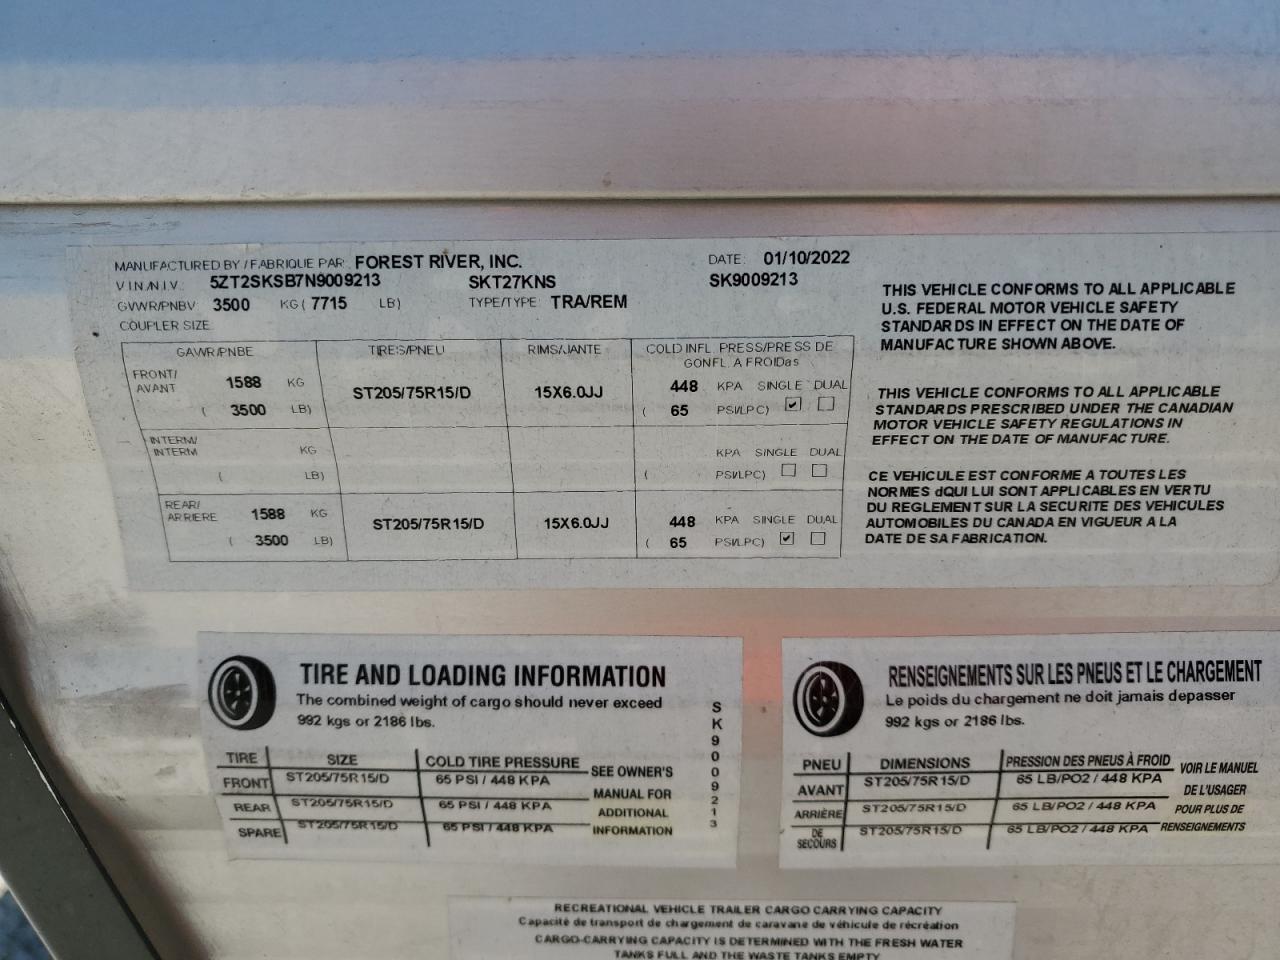 MANUFACTURED BY / FABRIQUE PAR: FOREST RIVER, INC. DATE: 01/10/2022
V I N./N.I.V.: 5ZT2SKSB7N9009213 SKT27KNS SK9009213
GVWR/PNBV: 3500 KG ( 7715 LB) TYPE/TYPE: TRA/REM
COUPLER SIZE:
GAWR/PNBE TIRES/PNEU RIMS/JANTE COLD INFL. PRESS/PRESS DE
GONFL. A FROIDas
FRONT/
AVANT 1588 KG ST205/75R15/D 15X6.0JJ 448 KPA SINGLE DUAL
( 3500 LB) ( 65 PSI/LPC) ☑ ☐
INTERM/
INTERM KG KPA SINGLE DUAL
( LB) ( PSI/LPC) ☐ ☐
REAR/
ARRIERE 1588 KG ST205/75R15/D 15X6.0JJ 448 KPA SINGLE DUAL
( 3500 LB) ( 65 PSI/LPC) ☑ ☐
THIS VEHICLE CONFORMS TO ALL APPLICABLE
U.S. FEDERAL MOTOR VEHICLE SAFETY
STANDARDS IN EFFECT ON THE DATE OF
MANUFACTURE SHOWN ABOVE.
THIS VEHICLE CONFORMS TO ALL APPLICABLE
STANDARDS PRESCRIBED UNDER THE CANADIAN
MOTOR VEHICLE SAFETY REGULATIONS IN
EFFECT ON THE DATE OF MANUFACTURE.
CE VEHICULE EST CONFORME A TOUTES LES
NORMES dQUI LUI SONT APPLICABLES EN VERTU
DU REGLEMENT SUR LA SECURITE DES VEHICULES
AUTOMOBILES DU CANADA EN VIGUEUR A LA
DATE DE SA FABRICATION.
TIRE AND LOADING INFORMATION
The combined weight of cargo should never exceed
992 kgs or 2186 lbs.
TIRE SIZE COLD TIRE PRESSURE
FRONT ST205/75R15/D 65 PSI / 448 KPA
REAR ST205/75R15/D 65 PSI / 448 KPA
SPARE ST205/75R15/D 65 PSI / 448 KPA
SEE OWNER'S
MANUAL FOR
ADDITIONAL
INFORMATION
SK9009213
RENSEIGNEMENTS SUR LES PNEUS ET LE CHARGEMENT
Le poids du chargement ne doit jamais depasser
992 kgs or 2186 lbs.
PNEU DIMENSIONS PRESSION DES PNEUS À FROID
AVANT ST205/75R15/D 65 LB/PO2 / 448 KPA
ARRIÈRE ST205/75R15/D 65 LB/PO2 / 448 KPA
DE
SECOURS ST205/75R15/D 65 LB/PO2 / 448 KPA
VOIR LE MANUEL
DE L'USAGER
POUR PLUS DE
RENSEIGNEMENTS
RECREATIONAL VEHICLE TRAILER CARGO CARRYING CAPACITY
Capacité de transport de chargement de caravane de véhicule de récréation
CARGO-CARRYING CAPACITY IS DETERMINED WITH THE FRESH WATER
TANKS FULL AND THE WASTE TANKS EMPTY